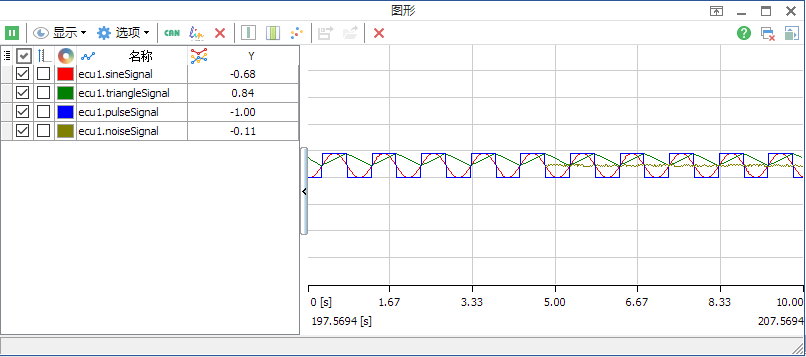 图形
显示 选项 CAN
名称 Y
ecu1.sineSignal -0.68
ecu1.triangleSignal 0.84
ecu1.pulseSignal -1.00
ecu1.noiseSignal -0.11
0 [s] 1.67 3.33 5.00 6.67 8.33 10.00
197.5694 [s] 207.5694